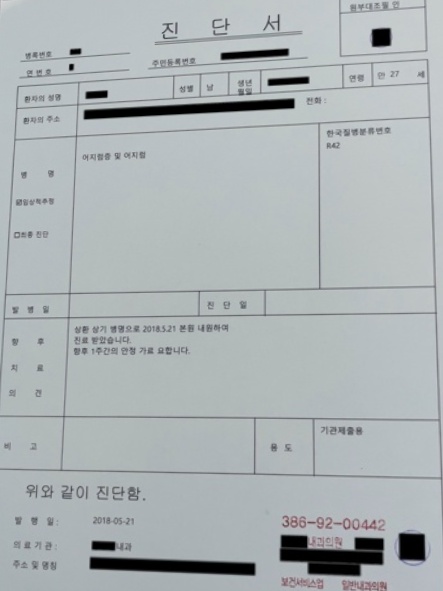 원부대조필 인
진 단 서
병록번호
연 번 호
주민등록번호
환자의 성명 성별 남 생년월일 연령 만 27 세
환자의 주소 전화 :
병 명
☑임상적추정
□최종 진단
어지럼증 및 어지럼
한국질병분류번호
R42
발 병 일 진 단 일
향 후
치 료
의 견
상환 상기 병명으로 2018.5.21 본원 내원하여
진료 받았습니다.
향후 1주간의 안정 가료 요합니다.
비 고 용 도 기관제출용
위와 같이 진단함.
발 행 일 : 2018-05-21
의 료 기 관 : 내과
주소 및 명칭
386-92-00442
내과의원
보건서비스업 일반내과의원